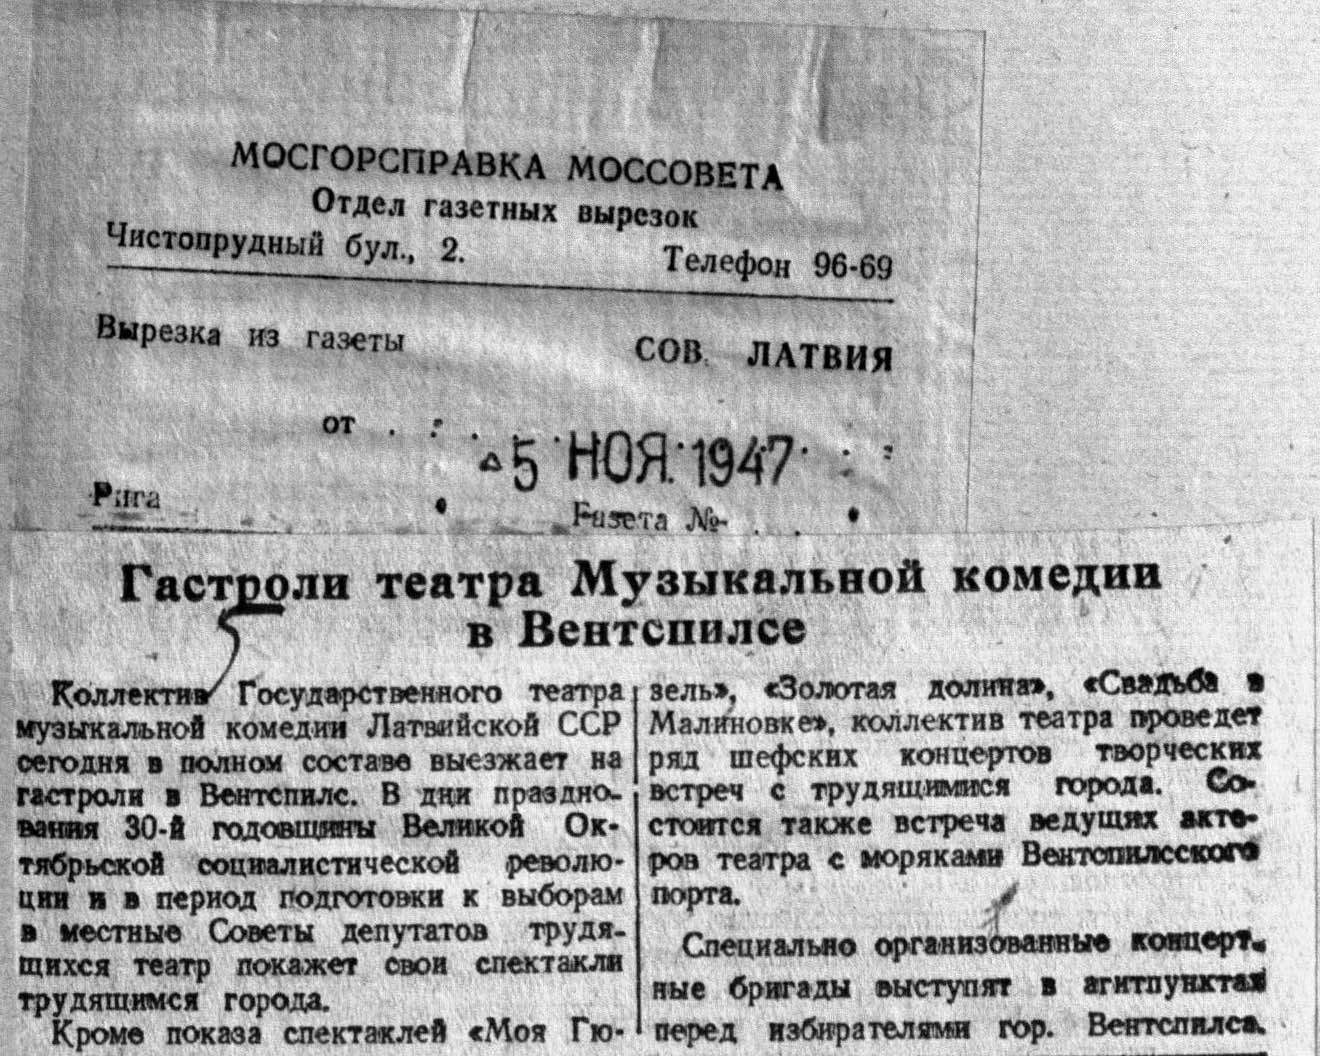 МОСГОРСПРАВКА МОССОВЕТА
Отдел газетных вырезок
Чистопрудный бул., 2. Телефон 96-69
Вырезка из газеты СОВ. ЛАТВИЯ
от 5 НОЯ. 1947
Рига Газета №
Гастроли театра Музыкальной комедии
в Вентспилсе
Коллектив Государственного театра
музыкальной комедии Латвийской ССР
сегодня в полном составе выезжает на
гастроли в Вентспилс. В дни праздно-
вания 30-й годовщины Великой Ок-
тябрьской социалистической револю-
ции и в период подготовки к выборам
в местные Советы депутатов трудя-
щихся театр покажет свои спектакли
трудящимся города.
Кроме показа спектаклей «Моя Гю-
зель», «Золотая долина», «Свадьба в
Малиновке», коллектив театра проведет
ряд шефских концертов творческих
встреч с трудящимися города. Со-
стоится также встреча ведущих акте-
ров театра с моряками Вентспилсского
порта.
Специально организованные концерт-
ные бригады выступят в агитпунктах
перед избирателями гор. Вентспилса.